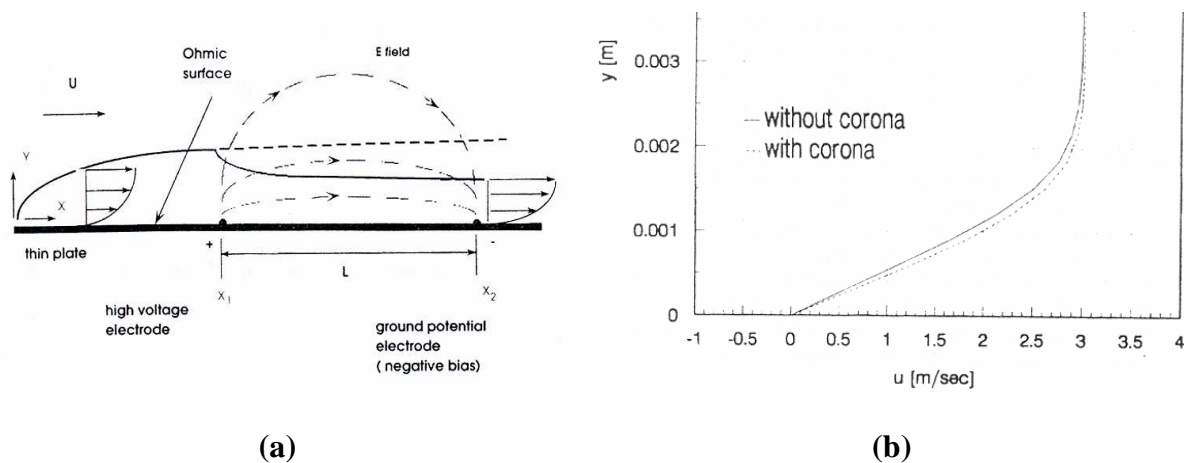 Ohmic
surface
E field
U
Y
X
thin plate
+
-
L
X1
X2
high voltage
electrode
ground potential
electrode
( negative bias)
(a)
y [m]
0.003
0.002
0.001
0
without corona
with corona
-1 -0.5 0 0.5 1 1.5 2 2.5 3 3.5 4
u [m/sec]
(b)